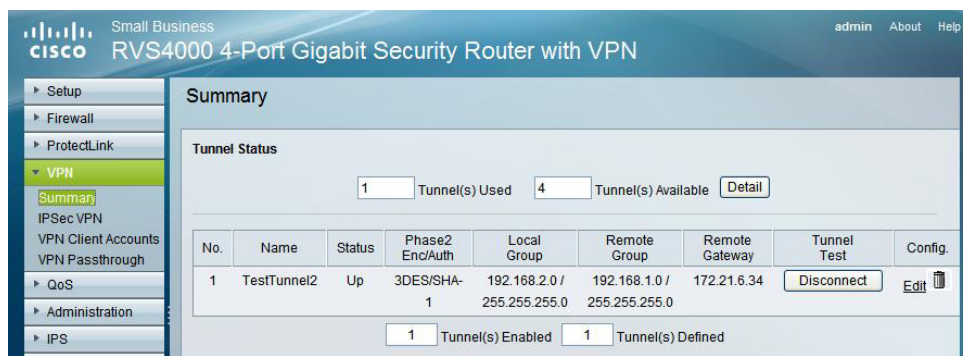 Small Business
cisco RVS4000 4-Port Gigabit Security Router with VPN
admin About Help
Setup
Firewall
ProtectLink
VPN
Summary
IPSec VPN
VPN Client Accounts
VPN Passthrough
QoS
Administration
IPS
Summary
Tunnel Status
1 Tunnel(s) Used 4 Tunnel(s) Available Detail
No. Name Status Phase2 Enc/Auth Local Group Remote Group Remote Gateway Tunnel Test Config.
1 TestTunnel2 Up 3DES/SHA-1 192.168.2.0 / 255.255.255.0 192.168.1.0 / 255.255.255.0 172.21.6.34 Disconnect Edit
1 Tunnel(s) Enabled 1 Tunnel(s) Defined